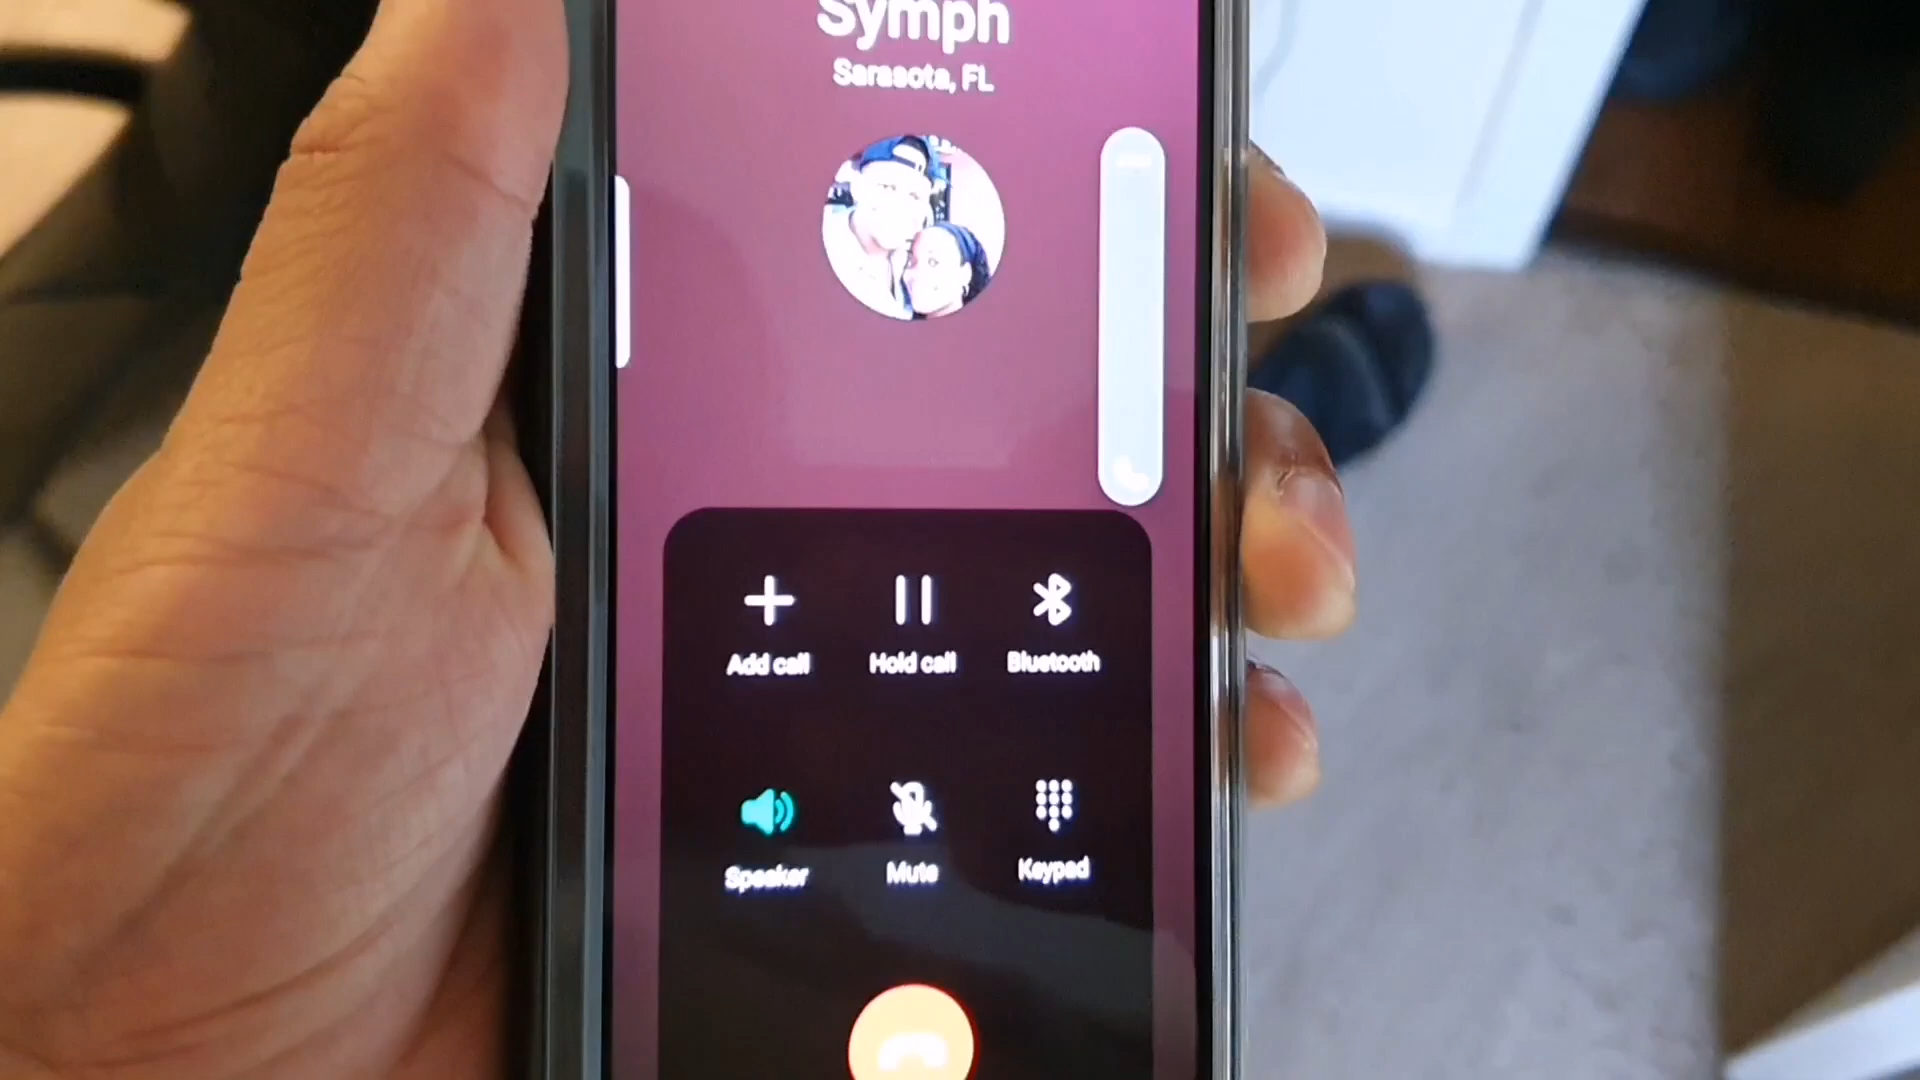 Symph
Sarasota, FL
Add call
Hold call
Bluetooth
Speaker
Mute
Keypad